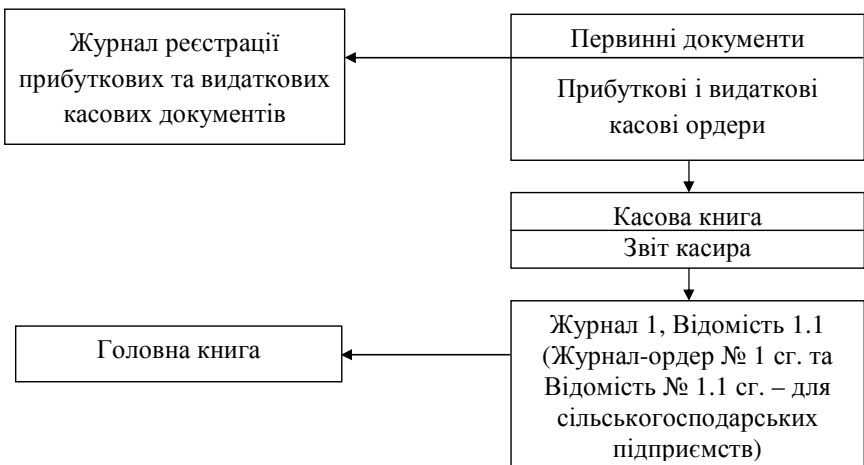 Журнал реєстрації
прибуткових та видаткових
касових документів
Первинні документи
Прибуткові і видаткові
касові ордери
Касова книга
Звіт касира
Головна книга
Журнал 1, Відомість 1.1
(Журнал-ордер № 1 сг. та
Відомість № 1.1 сг. – для
сільськогосподарських
підприємств)